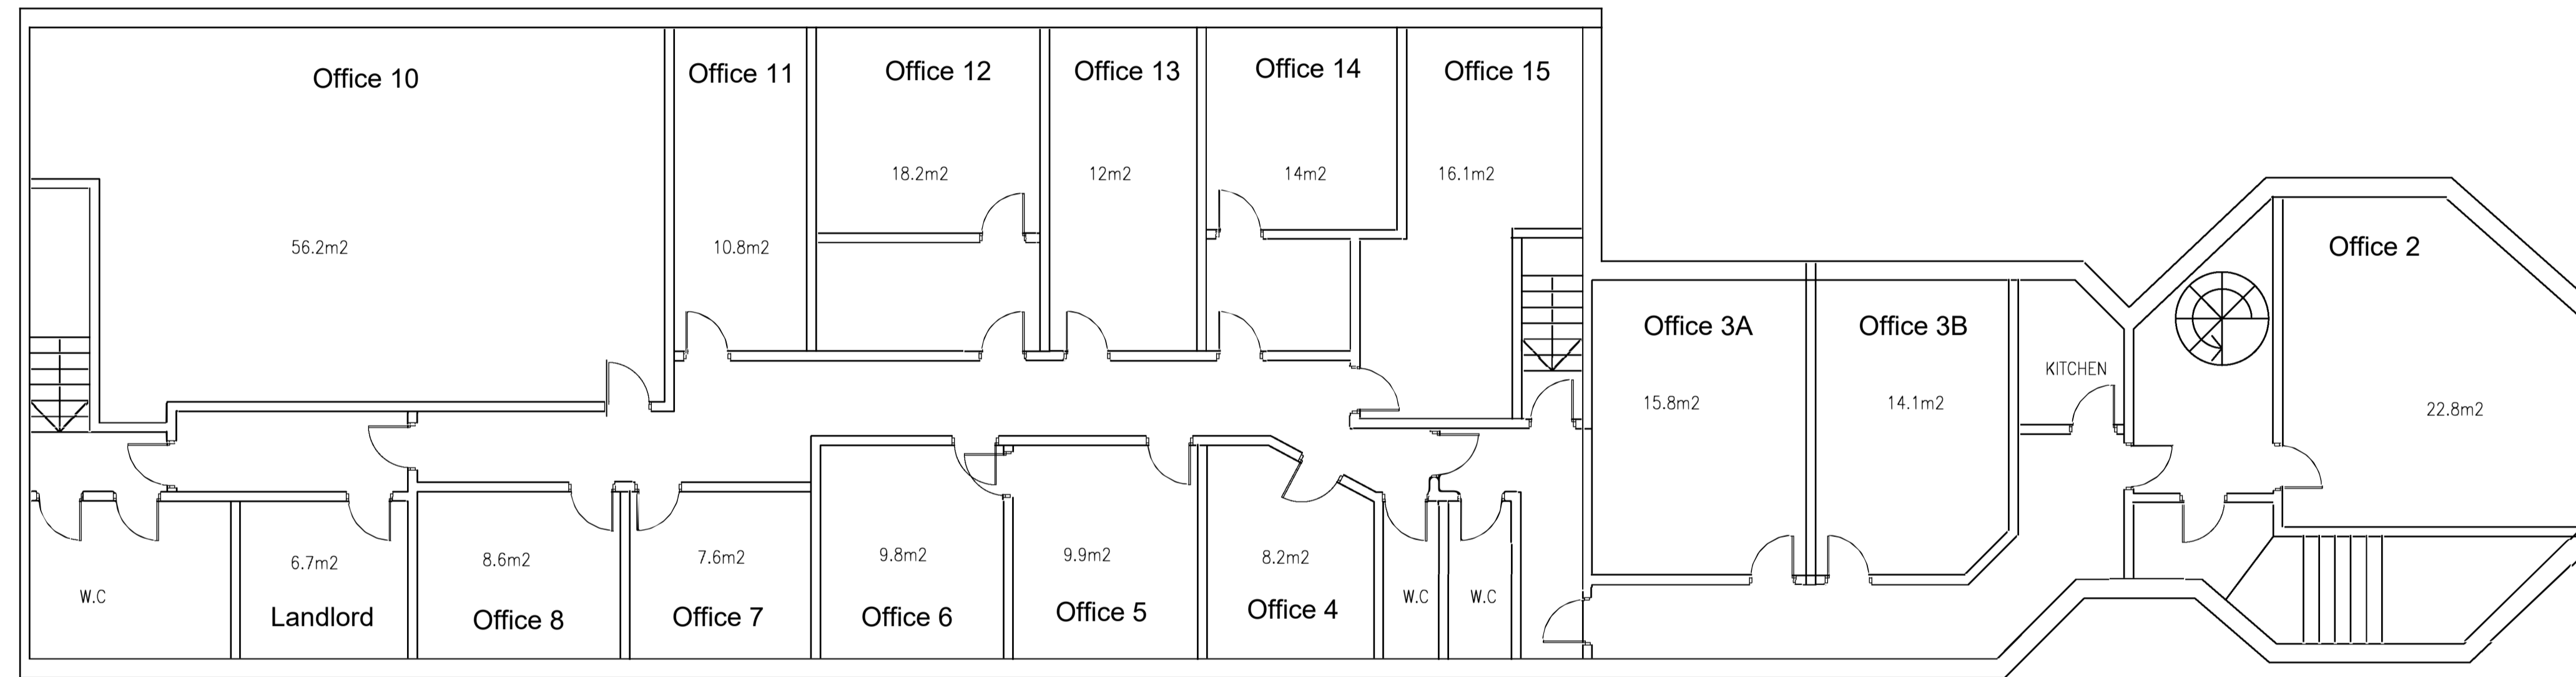 Office 10
56.2m2
Office 11
10.8m2
Office 12
18.2m2
Office 13
12m2
Office 14
14m2
Office 15
16.1m2
Office 3A
15.8m2
Office 3B
14.1m2
KITCHEN
Office 2
22.8m2
W.C
6.7m2
Landlord
8.6m2
Office 8
7.6m2
Office 7
9.8m2
Office 6
9.9m2
Office 5
8.2m2
Office 4
W.C
W.C